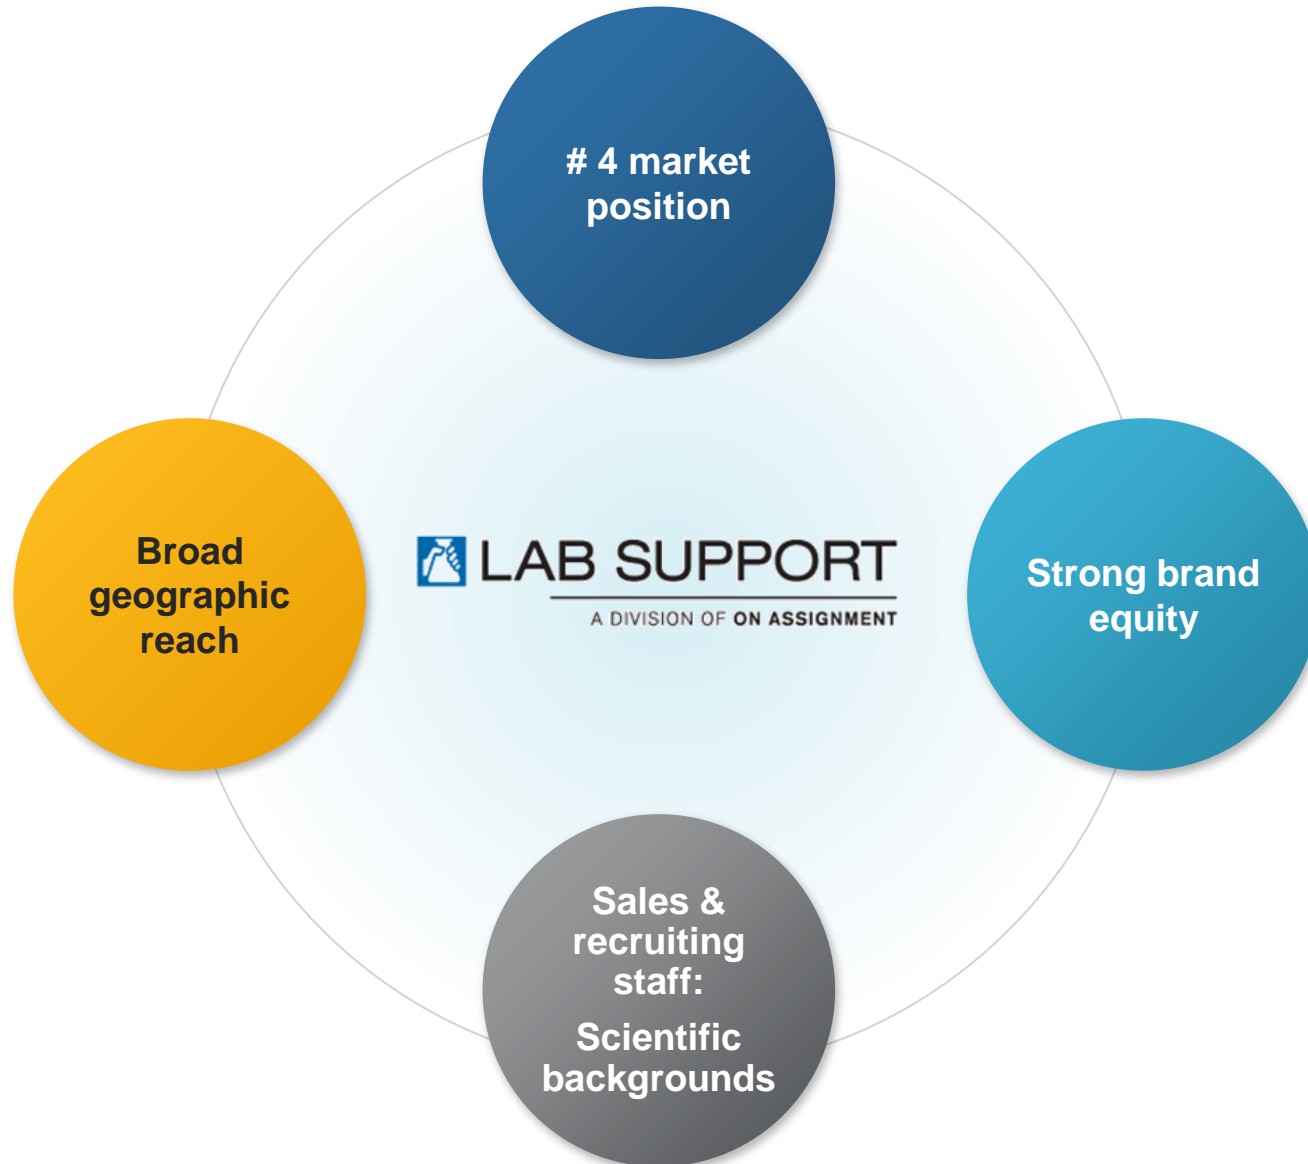 # 4 market
position
Broad
geographic
reach
LAB SUPPORT
A DIVISION OF ON ASSIGNMENT
Strong brand
equity
Sales &
recruiting
staff:
Scientific
backgrounds